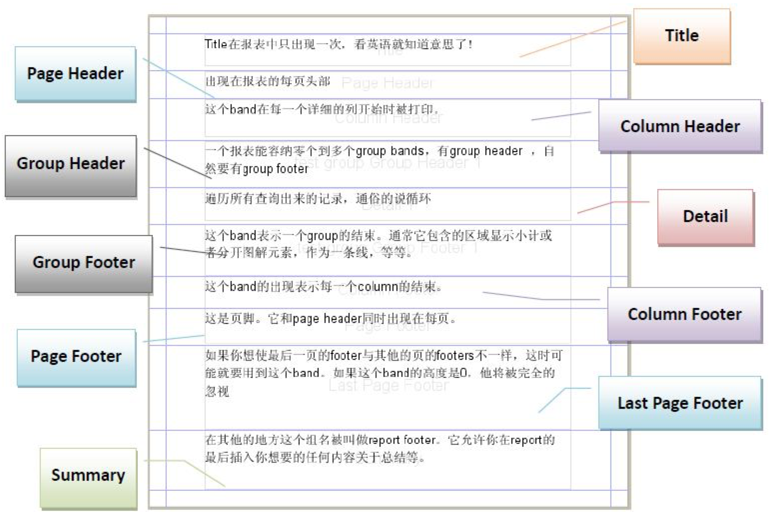 Title
Title在报表中只出现一次，看英语就知道意思了！
Page Header
出现在报表的每页头部
Page Header
这个band在每一个详细的列开始时被打印。
Column Header
Column Header
Group Header
一个报表能容纳零个到多个group bands，有group header ，自
然要有group footer
group Group Header 1
遍历所有查询出来的记录，通俗的说循环
Detail
Group Footer
这个band表示一个group的结束。通常它包含的区域显示小计或
者分开图解元素，作为一条线，等等。
Footer 1
这个band的出现表示每一个column的结束。
Column Footer
这是页脚。它和page header同时出现在每页。
Page Footer
Page Footer
如果你想使最后一页的footer与其他的页的footers不一样，这时可
能就要用到这个band。如果这个band的高度是0。他将被完全的
忽视
Last Page Footer
Last Page Footer
在其他的地方这个组名被叫做report footer。它允许你在report的
最后插入你想要的任何内容关于总结等。
Summary